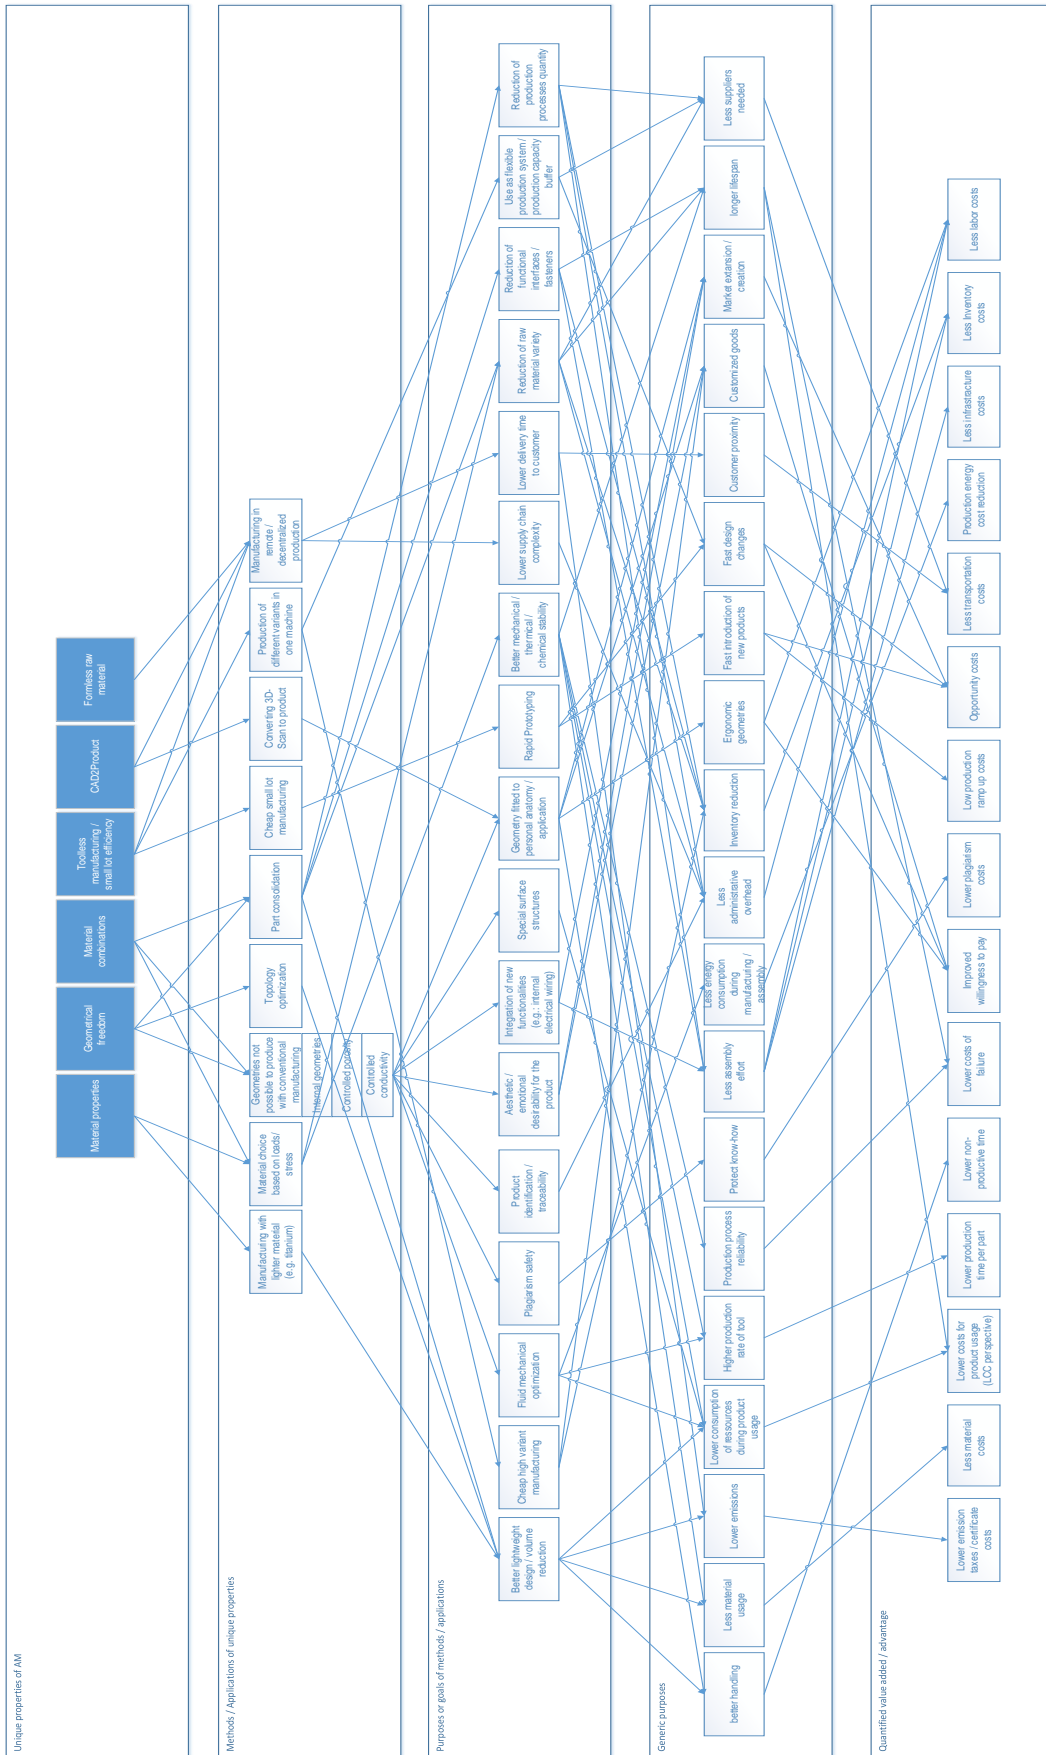 Unique properties of AM
Material properties
Geometrical
freedom
Material
combinations
Toolless
manufacturing /
small lot efficiency
CAD2Product
Formless raw
material
Methods / Applications of unique properties
Manufacturing with
lighter material
(e.g. titanium)
Material choice
based on loads/
stress
Geometries not
possible to produce
with conventional
manufacturing
Internal geometries
Controlled porosity
Controlled
conductivity
Topology
optimization
Part consolidation
Cheap small lot
manufacturing
Converting 3D-
Scan to product
Production of
different variants in
one machine
Manufacturing in
remote /
decentralized
production
Purposes or goals of methods / applications
Better lightweight
design / volume
reduction
Cheap high variant
manufacturing
Fluid mechanical
optimization
Plagiarism safety
Product
identification /
traceability
Aesthetic /
emotional
desirability for the
product
Integration of new
functionalities
(e.g.: internal
electrical wiring)
Special surface
structures
Geometry fitted to
personal anatomy /
application
Rapid Prototyping
Better mechanical /
thermical /
chemical stability
Lower supply chain
complexity
Lower delivery time
to customer
Reduction of raw
material variety
Reduction of
functional
interfaces /
fasteners
Use as flexible
production system /
production capacity
buffer
Reduction of
production
processes quantity
Generic purposes
better handling
Less material
usage
Lower emissions
Lower consumption
of ressources
during product
usage
Higher production
rate of tool
Production process
reliability
Protect know-how
Less assembly
effort
Less energy
consumption
during
manufacturing /
assembly
Less
administrative
overhead
Inventory reduction
Ergonomic
geometries
Fast introduction of
new products
Fast design
changes
Customer proximity
Customized goods
Market expansion /
creation
longer lifespan
Less suppliers
needed
Quantified value added / advantage
Lower emission
taxes / certificate
costs
Less material
costs
Lower costs for
product usage
(LCC perspective)
Lower production
time per part
Lower non-
productive time
Lower costs of
failure
Improved
willingness to pay
Lower plagiarism
costs
Low production
ramp up costs
Opportunity costs
Less transportation
costs
Production energy
cost reduction
Less infrastracture
costs
Less Inventory
costs
Less labor costs